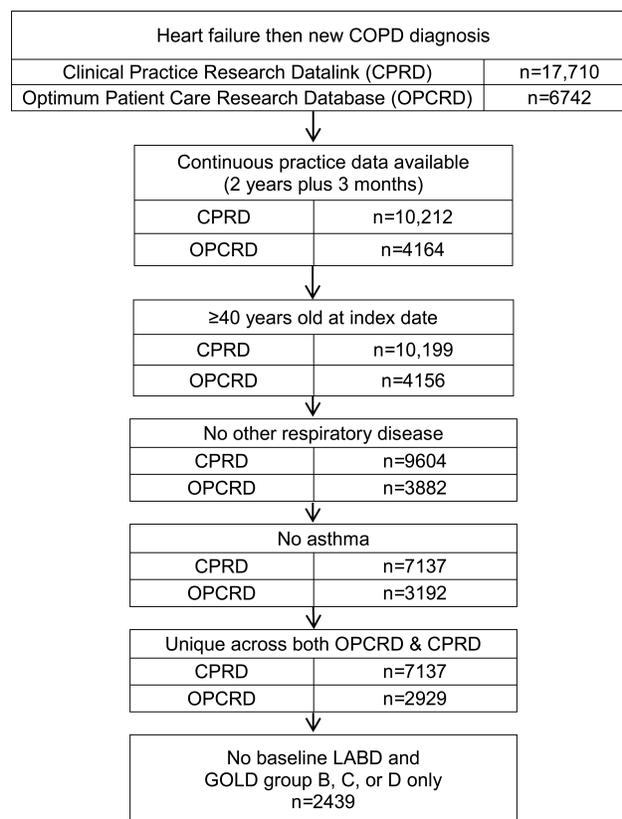 Heart failure then new COPD diagnosis
Clinical Practice Research Datalink (CPRD) n=17,710
Optimum Patient Care Research Database (OPCRD) n=6742
Continuous practice data available
(2 years plus 3 months)
CPRD n=10,212
OPCRD n=4164
≥40 years old at index date
CPRD n=10,199
OPCRD n=4156
No other respiratory disease
CPRD n=9604
OPCRD n=3882
No asthma
CPRD n=7137
OPCRD n=3192
Unique across both OPCRD & CPRD
CPRD n=7137
OPCRD n=2929
No baseline LABD and
GOLD group B, C, or D only
n=2439